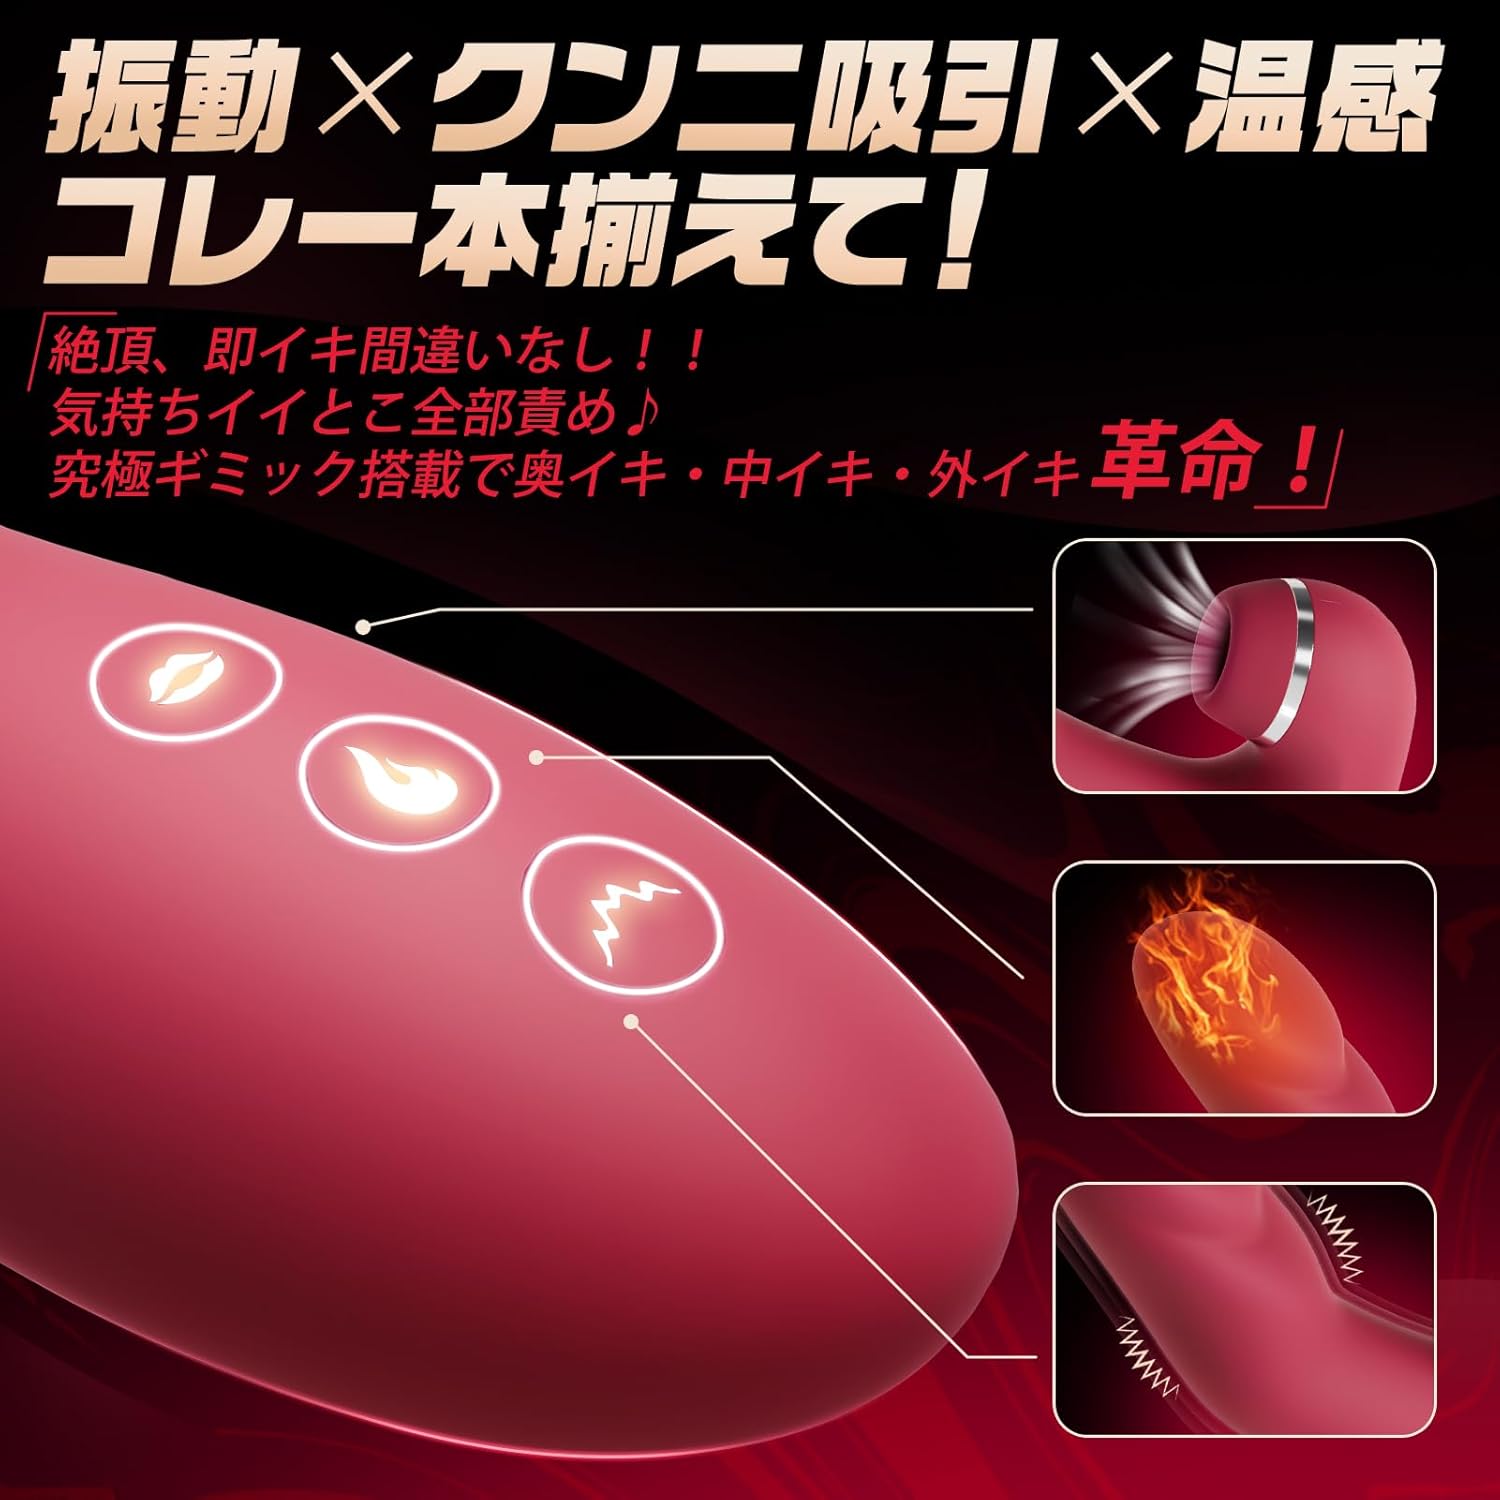 振動×クンニ吸引×温感
コレ一本揃えて！
「絶頂、即イキ間違いなし！！
気持ちイイとこ全部責め♪
究極ギミック搭載で奥イキ・中イキ・外イキ 革命！」